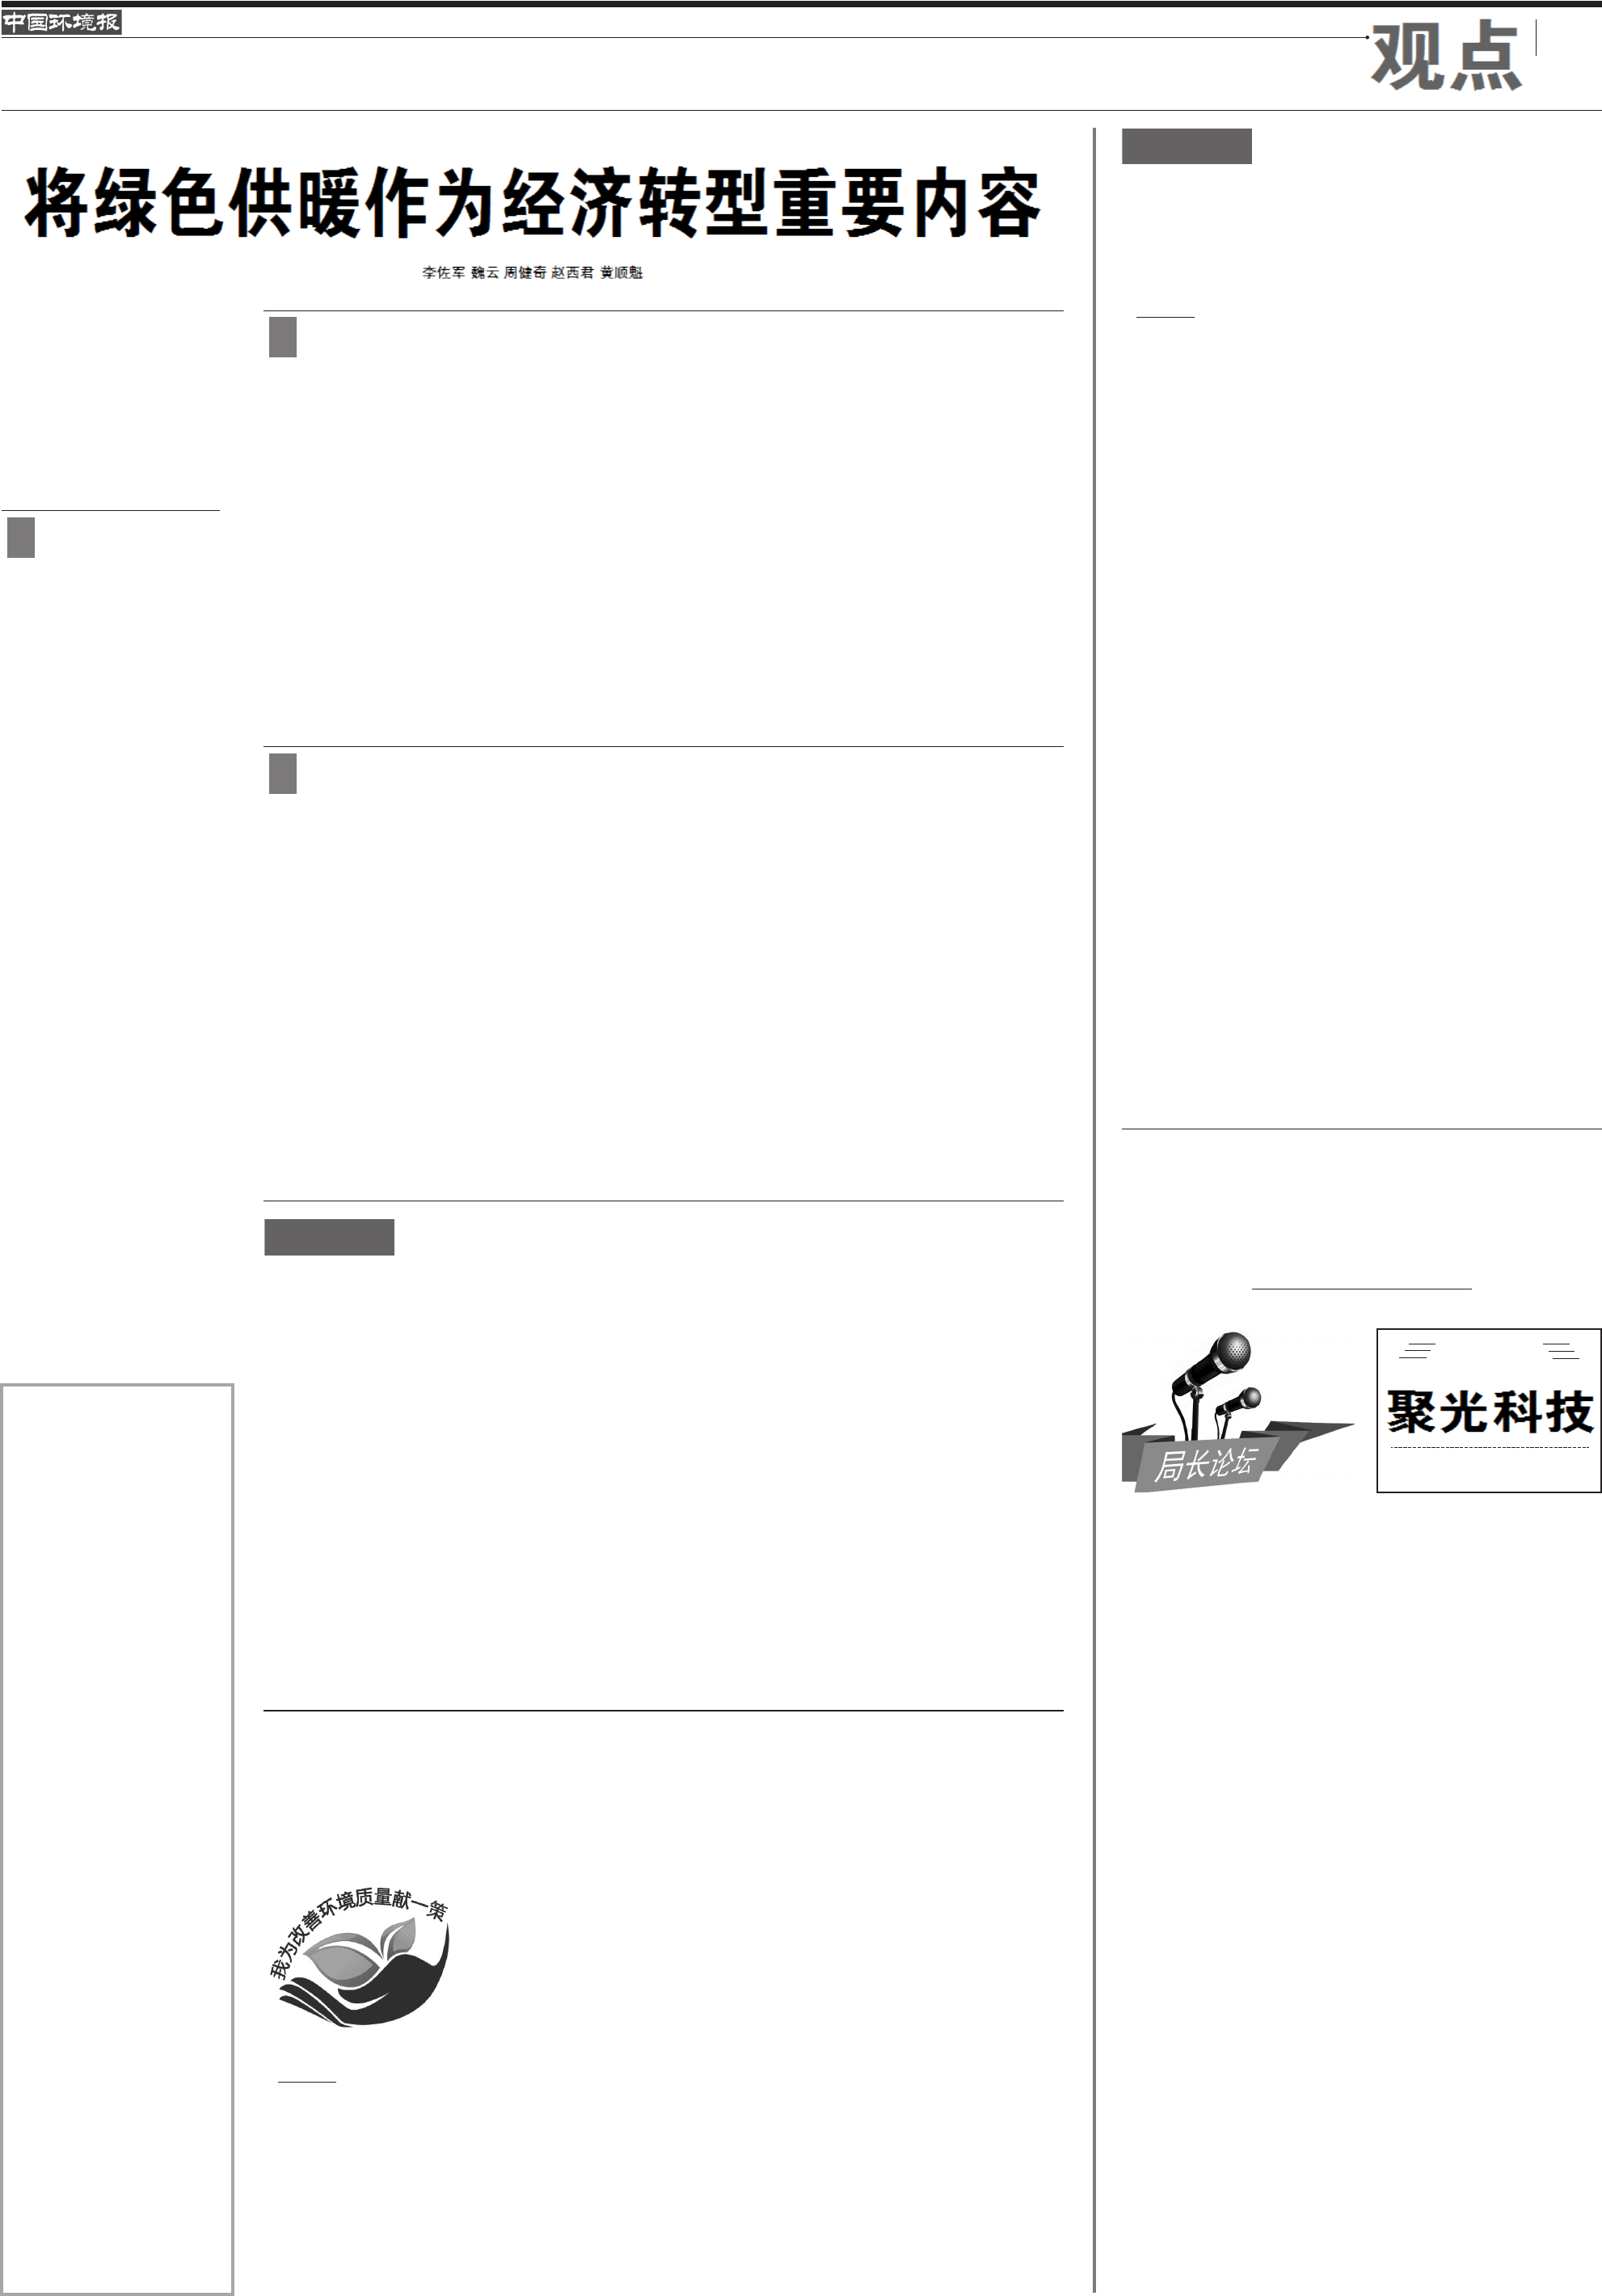 中国环境报
观点
将绿色供暖作为经济转型重要内容
李佐军 魏云 周健奇 赵西君 黄顺魁
局长论坛
聚光科技
我为改善环境质量献一策